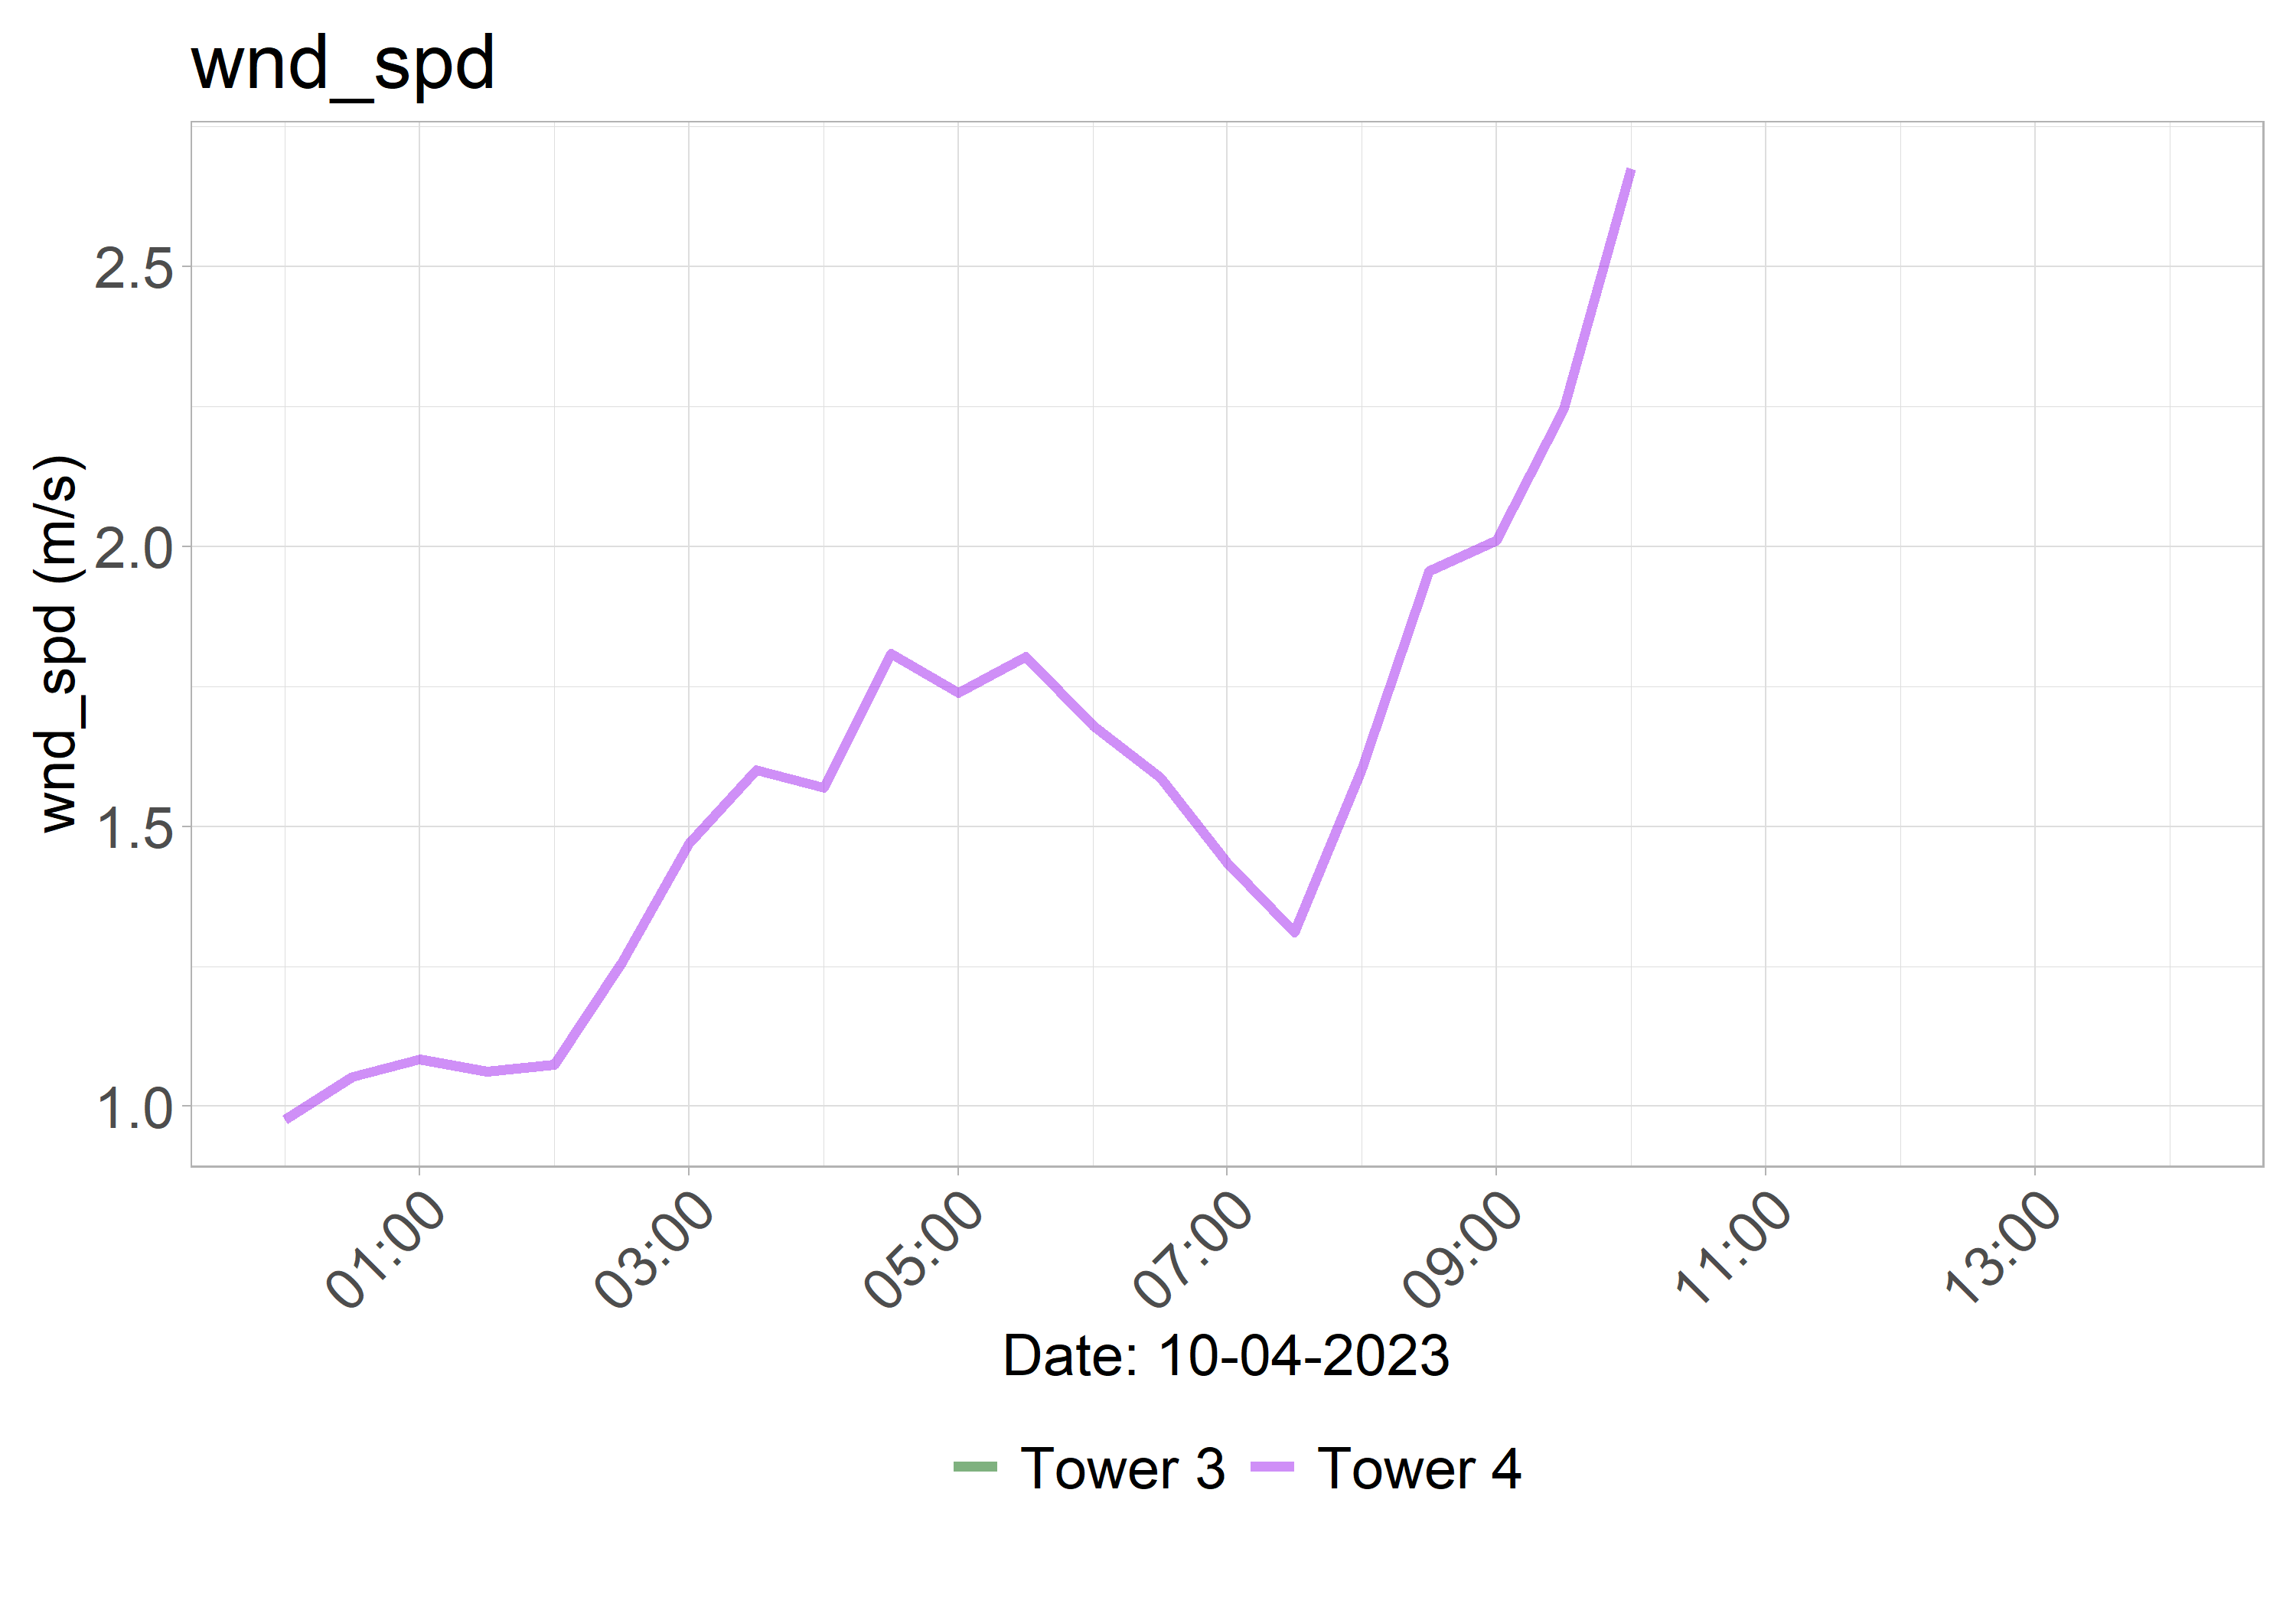 wnd_spd
wnd_spd (m/s)
2.5
2.0
1.5
1.0
01:00 03:00 05:00 07:00 09:00 11:00 13:00
Date: 10-04-2023
Tower 3 Tower 4